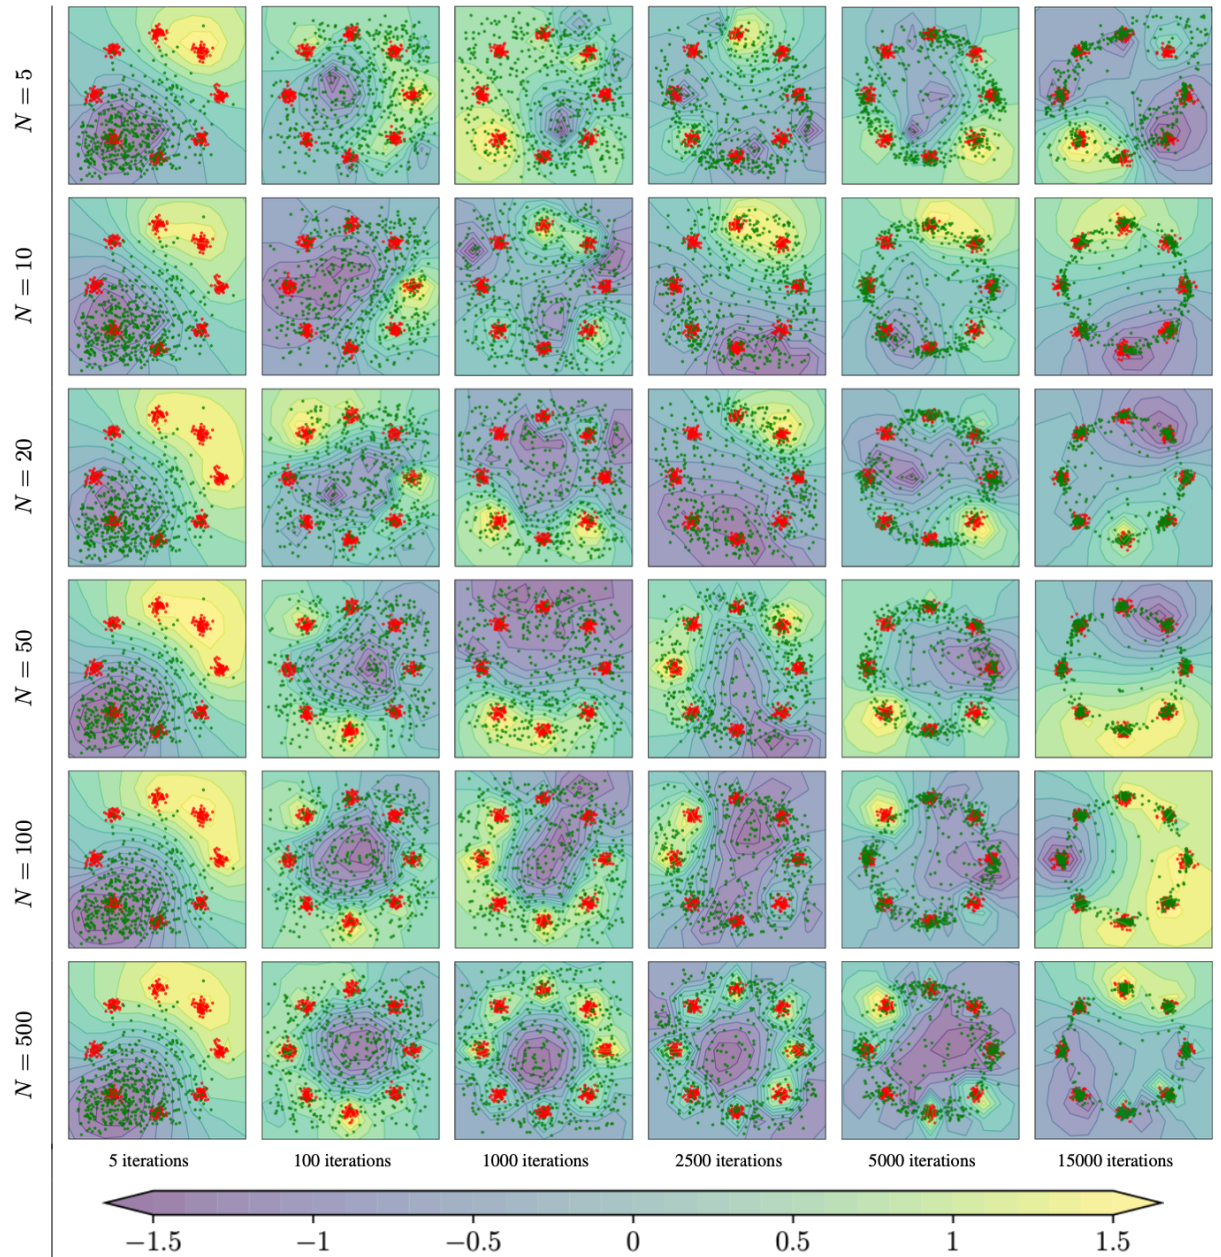 N = 5
N = 10
N = 20
N = 50
N = 100
N = 500
5 iterations 100 iterations 1000 iterations 2500 iterations 5000 iterations 15000 iterations
−1.5 −1 −0.5 0 0.5 1 1.5